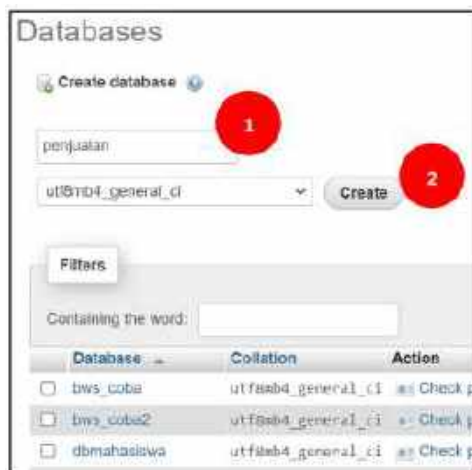 Databases
Create database
1
penjualan
utf8mb4_general_ci
Create
2
Filters
Containing the word:
Database Collation Action
bws_coba utf8mb4_general_ci Check p
bws_coba2 utf8mb4_general_ci Check p
dbmahasiswa utf8mb4_general_ci Check p